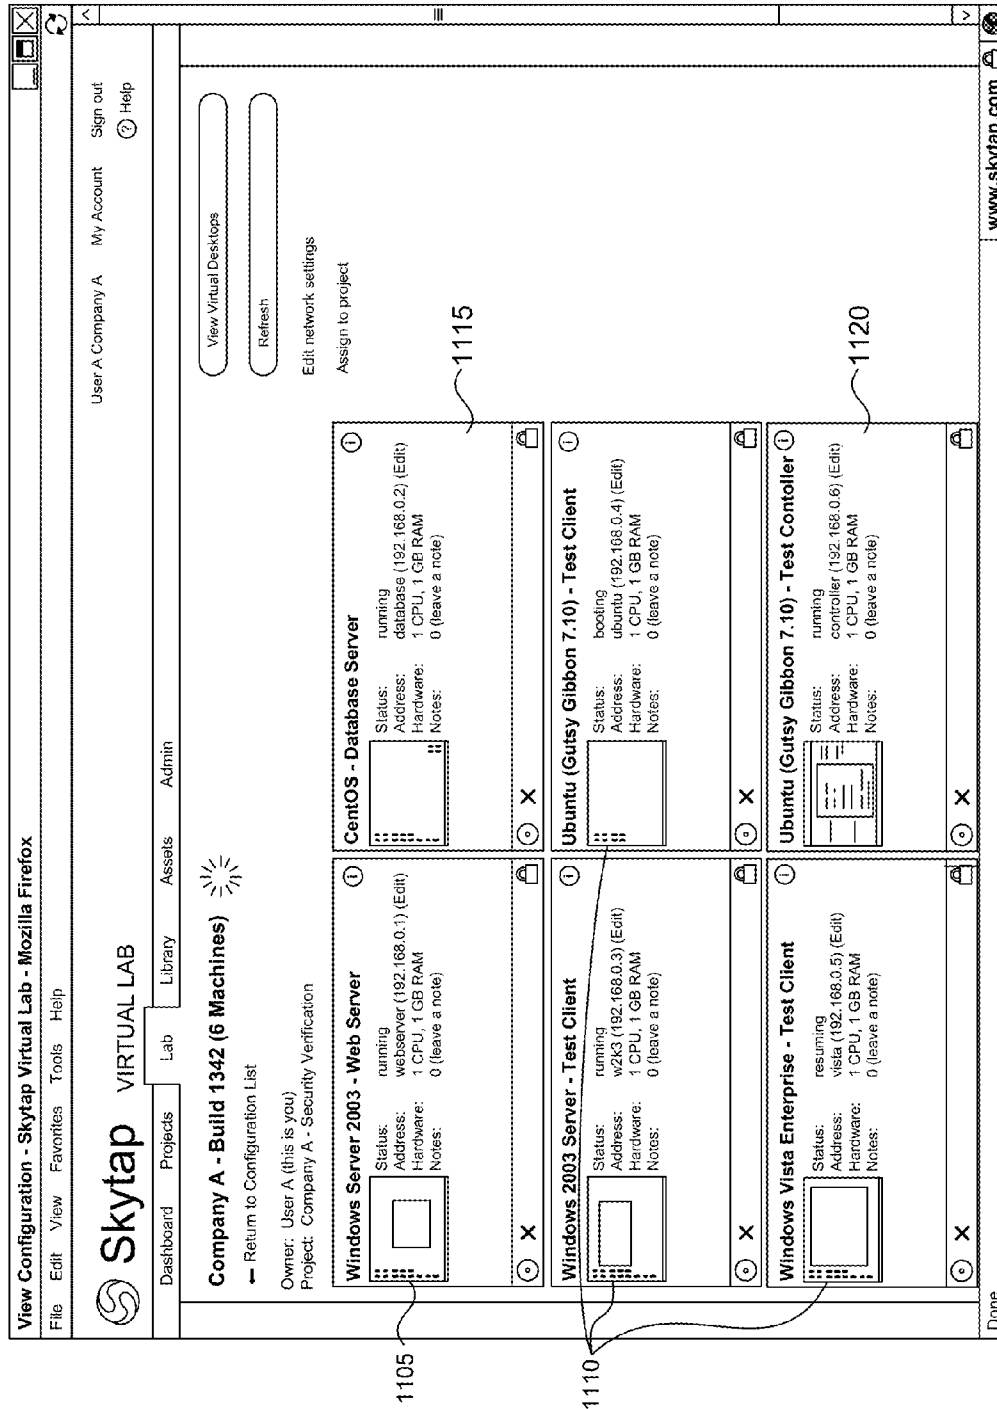 View Configuration - Skytap Virtual Lab - Mozilla Firefox
File Edit View Favorites Tools Help
Skytap VIRTUAL LAB
User A Company A My Account Sign out
Help
Dashboard Projects Lab Library Assets Admin
Company A - Build 1342 (6 Machines)
← Return to Configuration List
Owner: User A (this is you)
Project: Company A - Security Verification
View Virtual Desktops
Refresh
Edit network settings
Assign to project
Windows Server 2003 - Web Server
Status: running
Address: webserver (192.168.0.1) (Edit)
Hardware: 1 CPU, 1 GB RAM
Notes: 0 (leave a note)
CentOS - Database Server
Status: running
Address: database (192.168.0.2) (Edit)
Hardware: 1 CPU, 1 GB RAM
Notes: 0 (leave a note)
Windows 2003 Server - Test Client
Status: running
Address: w2k3 (192.168.0.3) (Edit)
Hardware: 1 CPU, 1 GB RAM
Notes: 0 (leave a note)
Ubuntu (Gutsy Gibbon 7.10) - Test Client
Status: booting
Address: ubuntu (192.168.0.4) (Edit)
Hardware: 1 CPU, 1 GB RAM
Notes: 0 (leave a note)
Windows Vista Enterprise - Test Client
Status: resuming
Address: vista (192.168.0.5) (Edit)
Hardware: 1 CPU, 1 GB RAM
Notes: 0 (leave a note)
Ubuntu (Gutsy Gibbon 7.10) - Test Contoller
Status: running
Address: controller (192.168.0.6) (Edit)
Hardware: 1 CPU, 1 GB RAM
Notes: 0 (leave a note)
1105
1110
1115
1120
Done
www.skytap.com